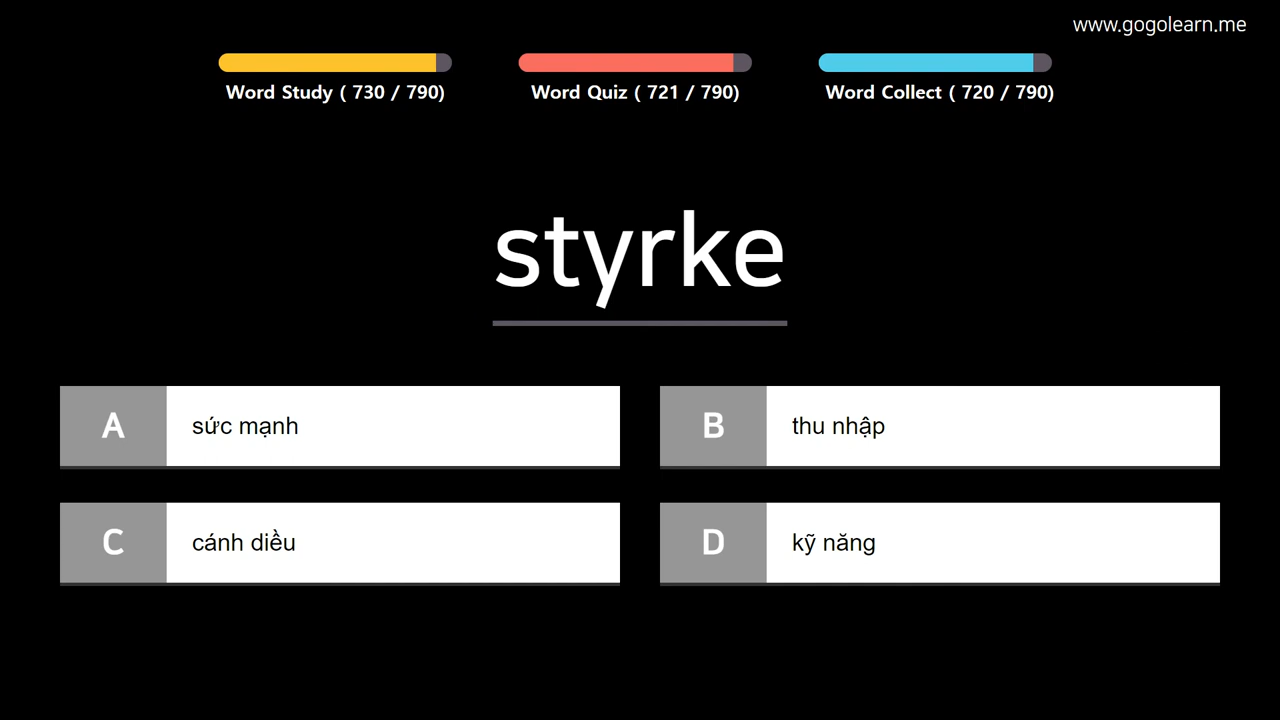 www.gogolearn.me
Word Study ( 730 / 790)
Word Quiz ( 721 / 790)
Word Collect ( 720 / 790)
styrke
A sức mạnh
B thu nhập
C cánh diều
D kỹ năng